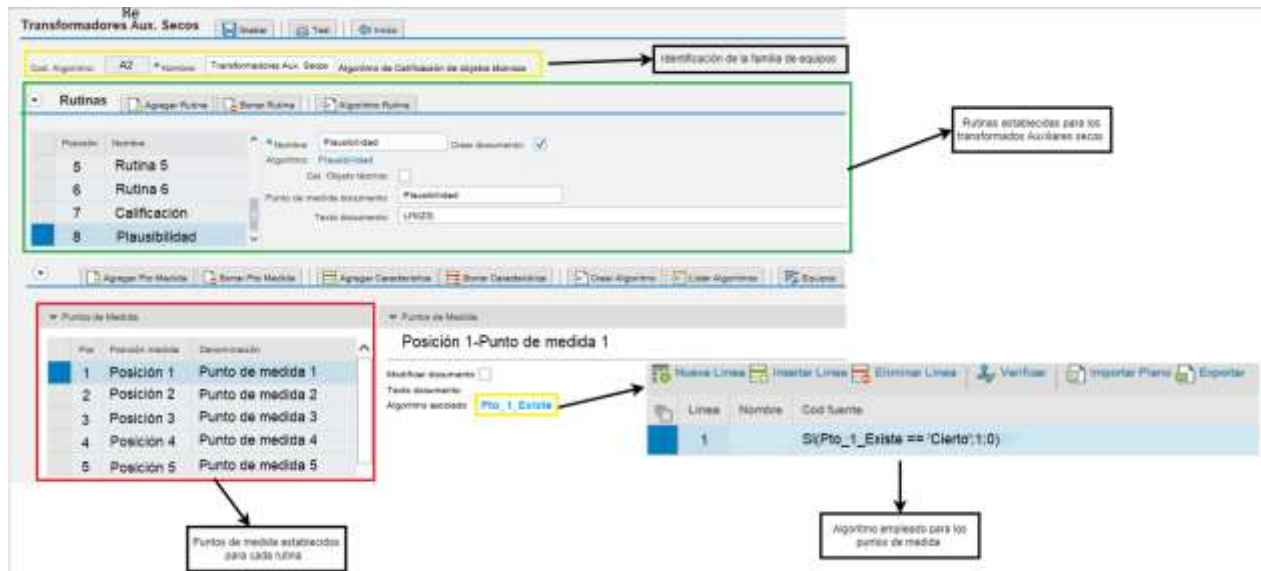 Re
Transformadores Aux. Secos Grabar Test Inicio
Cod. Algoritmo: A2 * Nombre: Transformadores Aux. Secos Algoritmo de Calificación de objetos técnicos
Identificación de la familia de equipos
Rutinas Agregar Rutina Borrar Rutina Algoritmo Rutina
Rutinas establecidas para los
transformados Auxiliares secos
Posición Nombre
* Nombre: Plausibilidad Crear documento:
5 Rutina 5
Algoritmo: Plausibilidad
Cal. Objeto técnico:
6 Rutina 6
Punto de medida documento: Plausibilidad
7 Calificación
Texto documento:
8 Plausibilidad
Agregar Pto Medida Borrar Pto Medida Agregar Característica Borrar Característica Crear Algoritmo Listar Algoritmos Equipos
Puntos de Medida
Pos Posición medida Denominación
1 Posición 1 Punto de medida 1
2 Posición 2 Punto de medida 2
3 Posición 3 Punto de medida 3
4 Posición 4 Punto de medida 4
5 Posición 5 Punto de medida 5
Puntos de Medida
Posición 1-Punto de medida 1
Modificar documento:
Texto documento:
Algoritmo asociado: Pto_1_Existe
Nueva Linea Insertar Linea Eliminar Linea Verificar Importar Plano Exportar
Linea Nombre Cod fuente
1 SI(Pto_1_Existe == 'Cierto';1;0)
Puntos de medida establecidos
para cada rutina
Algoritmo empleado para los
puntos de medida